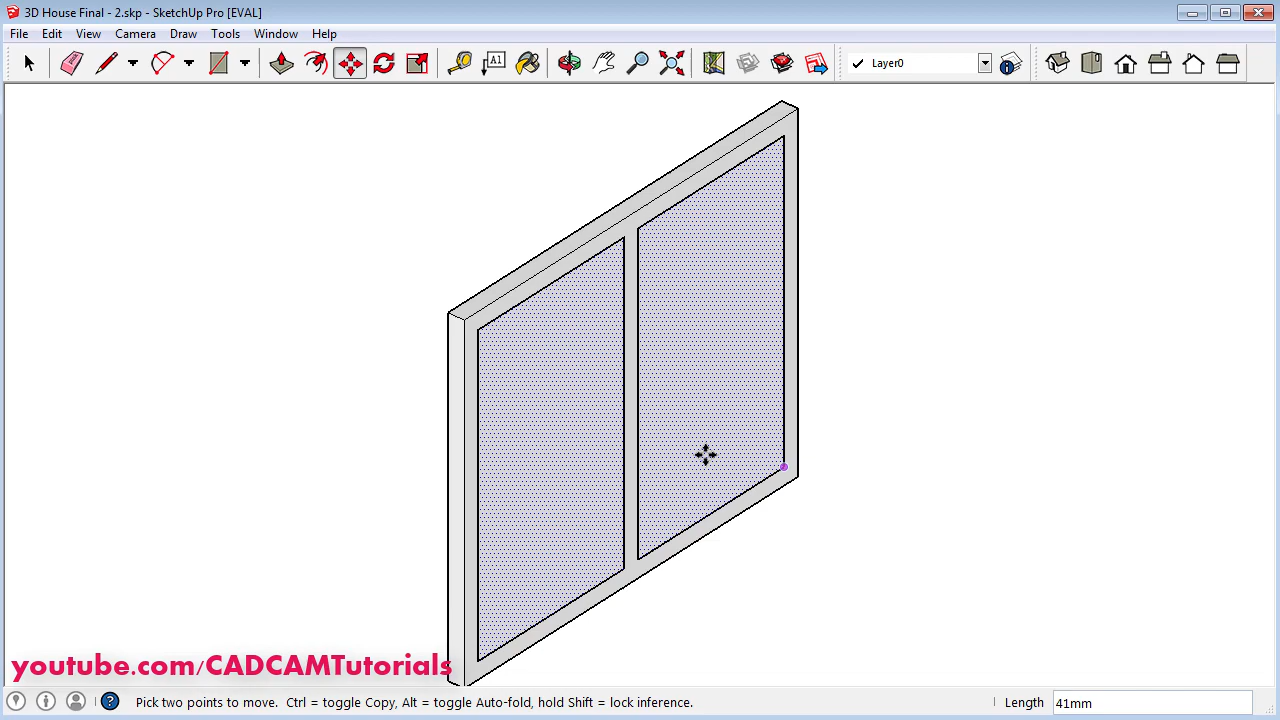 3D House Final - 2.skp - SketchUp Pro [EVAL]
File Edit View Camera Draw Tools Window Help
A1
Layer0
youtube.com/CADCAMTutorials
Pick two points to move. Ctrl = toggle Copy, Alt = toggle Auto-fold, hold Shift = lock inference.
Length 41mm